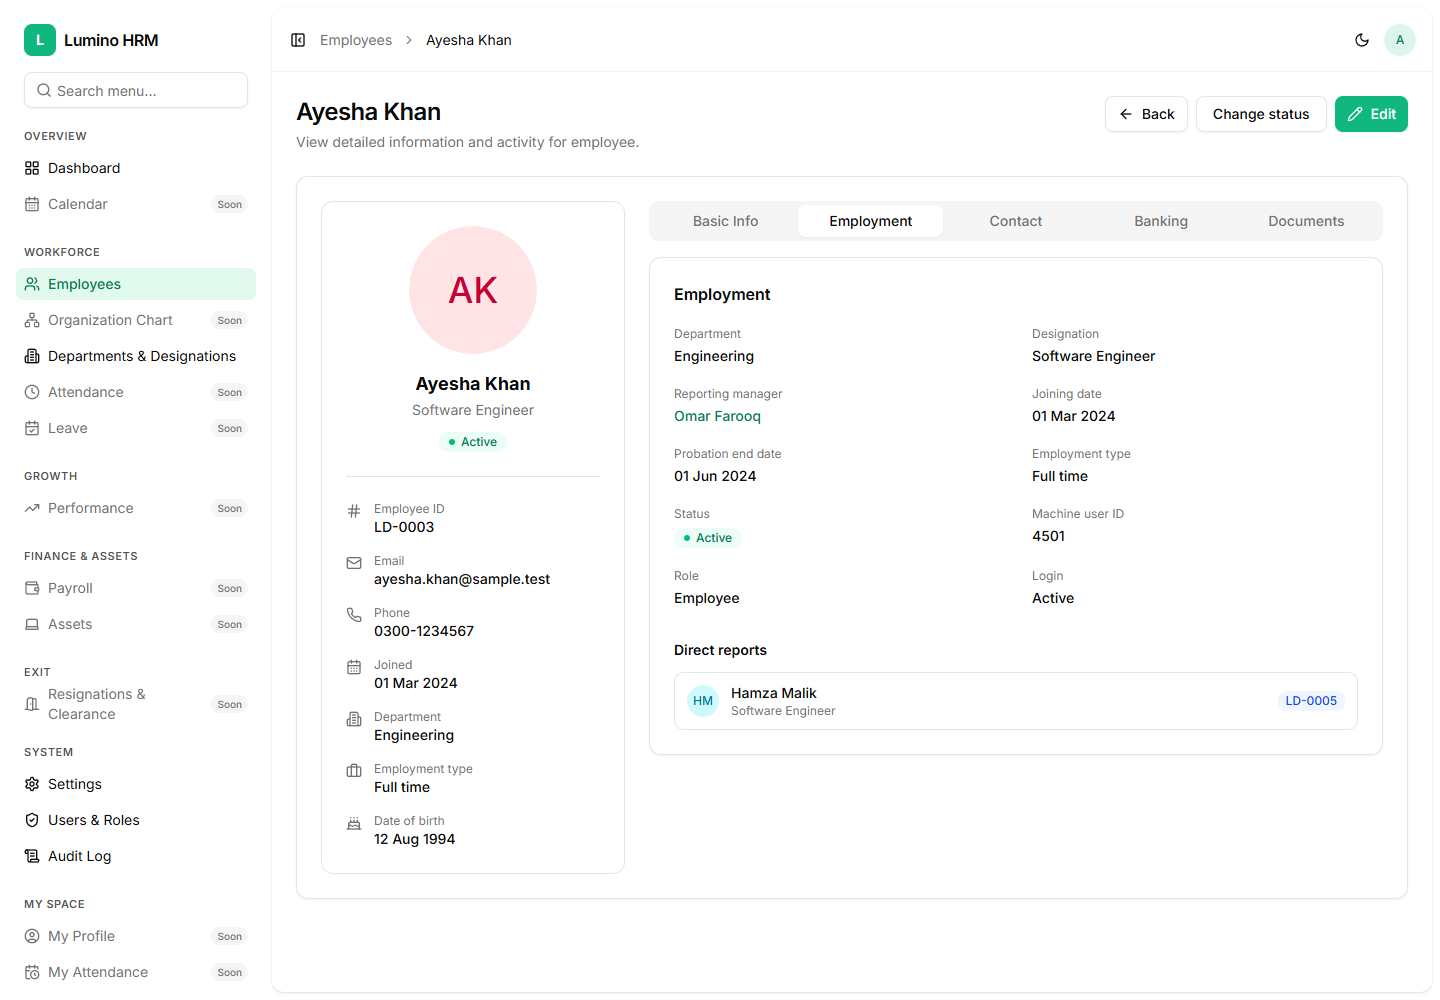 L
Lumino HRM
Search menu...
OVERVIEW
Dashboard
Calendar
Soon
WORKFORCE
Employees
Organization Chart
Soon
Departments & Designations
Attendance
Soon
Leave
Soon
GROWTH
Performance
Soon
FINANCE & ASSETS
Payroll
Soon
Assets
Soon
EXIT
Resignations &
Clearance
Soon
SYSTEM
Settings
Users & Roles
Audit Log
MY SPACE
My Profile
Soon
My Attendance
Soon
Employees > Ayesha Khan
A
Ayesha Khan
View detailed information and activity for employee.
Back
Change status
Edit
AK
Ayesha Khan
Software Engineer
Active
Employee ID
LD-0003
Email
ayesha.khan@sample.test
Phone
0300-1234567
Joined
01 Mar 2024
Department
Engineering
Employment type
Full time
Date of birth
12 Aug 1994
Basic Info
Employment
Contact
Banking
Documents
Employment
Department
Engineering
Designation
Software Engineer
Reporting manager
Omar Farooq
Joining date
01 Mar 2024
Probation end date
01 Jun 2024
Employment type
Full time
Status
Active
Machine user ID
4501
Role
Employee
Login
Active
Direct reports
HM
Hamza Malik
Software Engineer
LD-0005